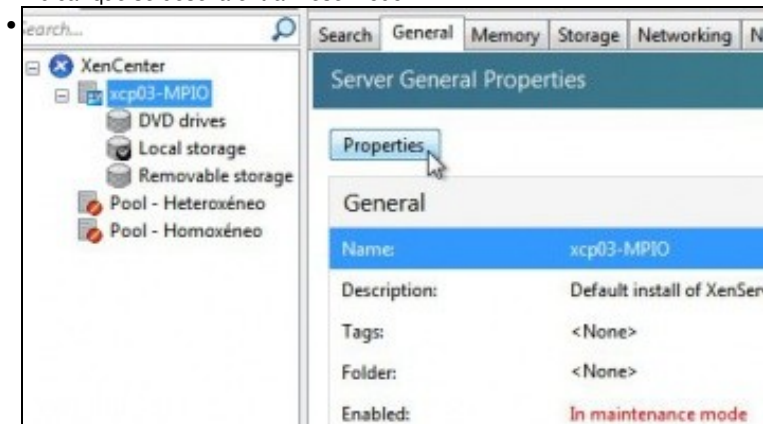 Search...
XenCenter
xcp03-MPIO
DVD drives
Local storage
Removable storage
Pool - Heteroxéneo
Pool - Homoxéneo
Search General Memory Storage Networking N
Server General Properties
Properties
General
Name: xcp03-MPIO
Description: Default install of XenSer
Tags: <None>
Folder: <None>
Enabled: In maintenance mode